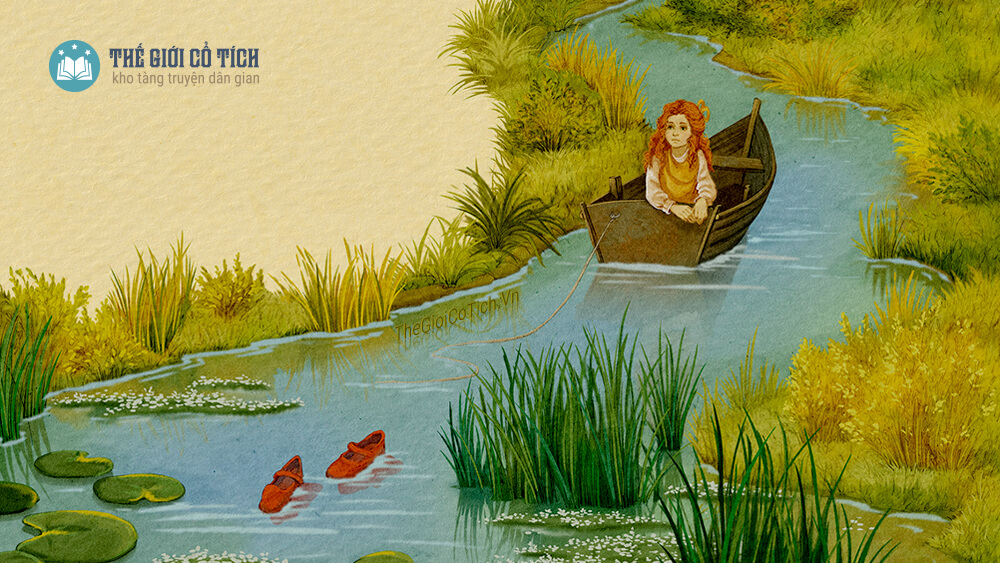 THẾ GIỚI CỔ TÍCH
kho tàng truyện dân gian
TheGioiCoTich.Vn